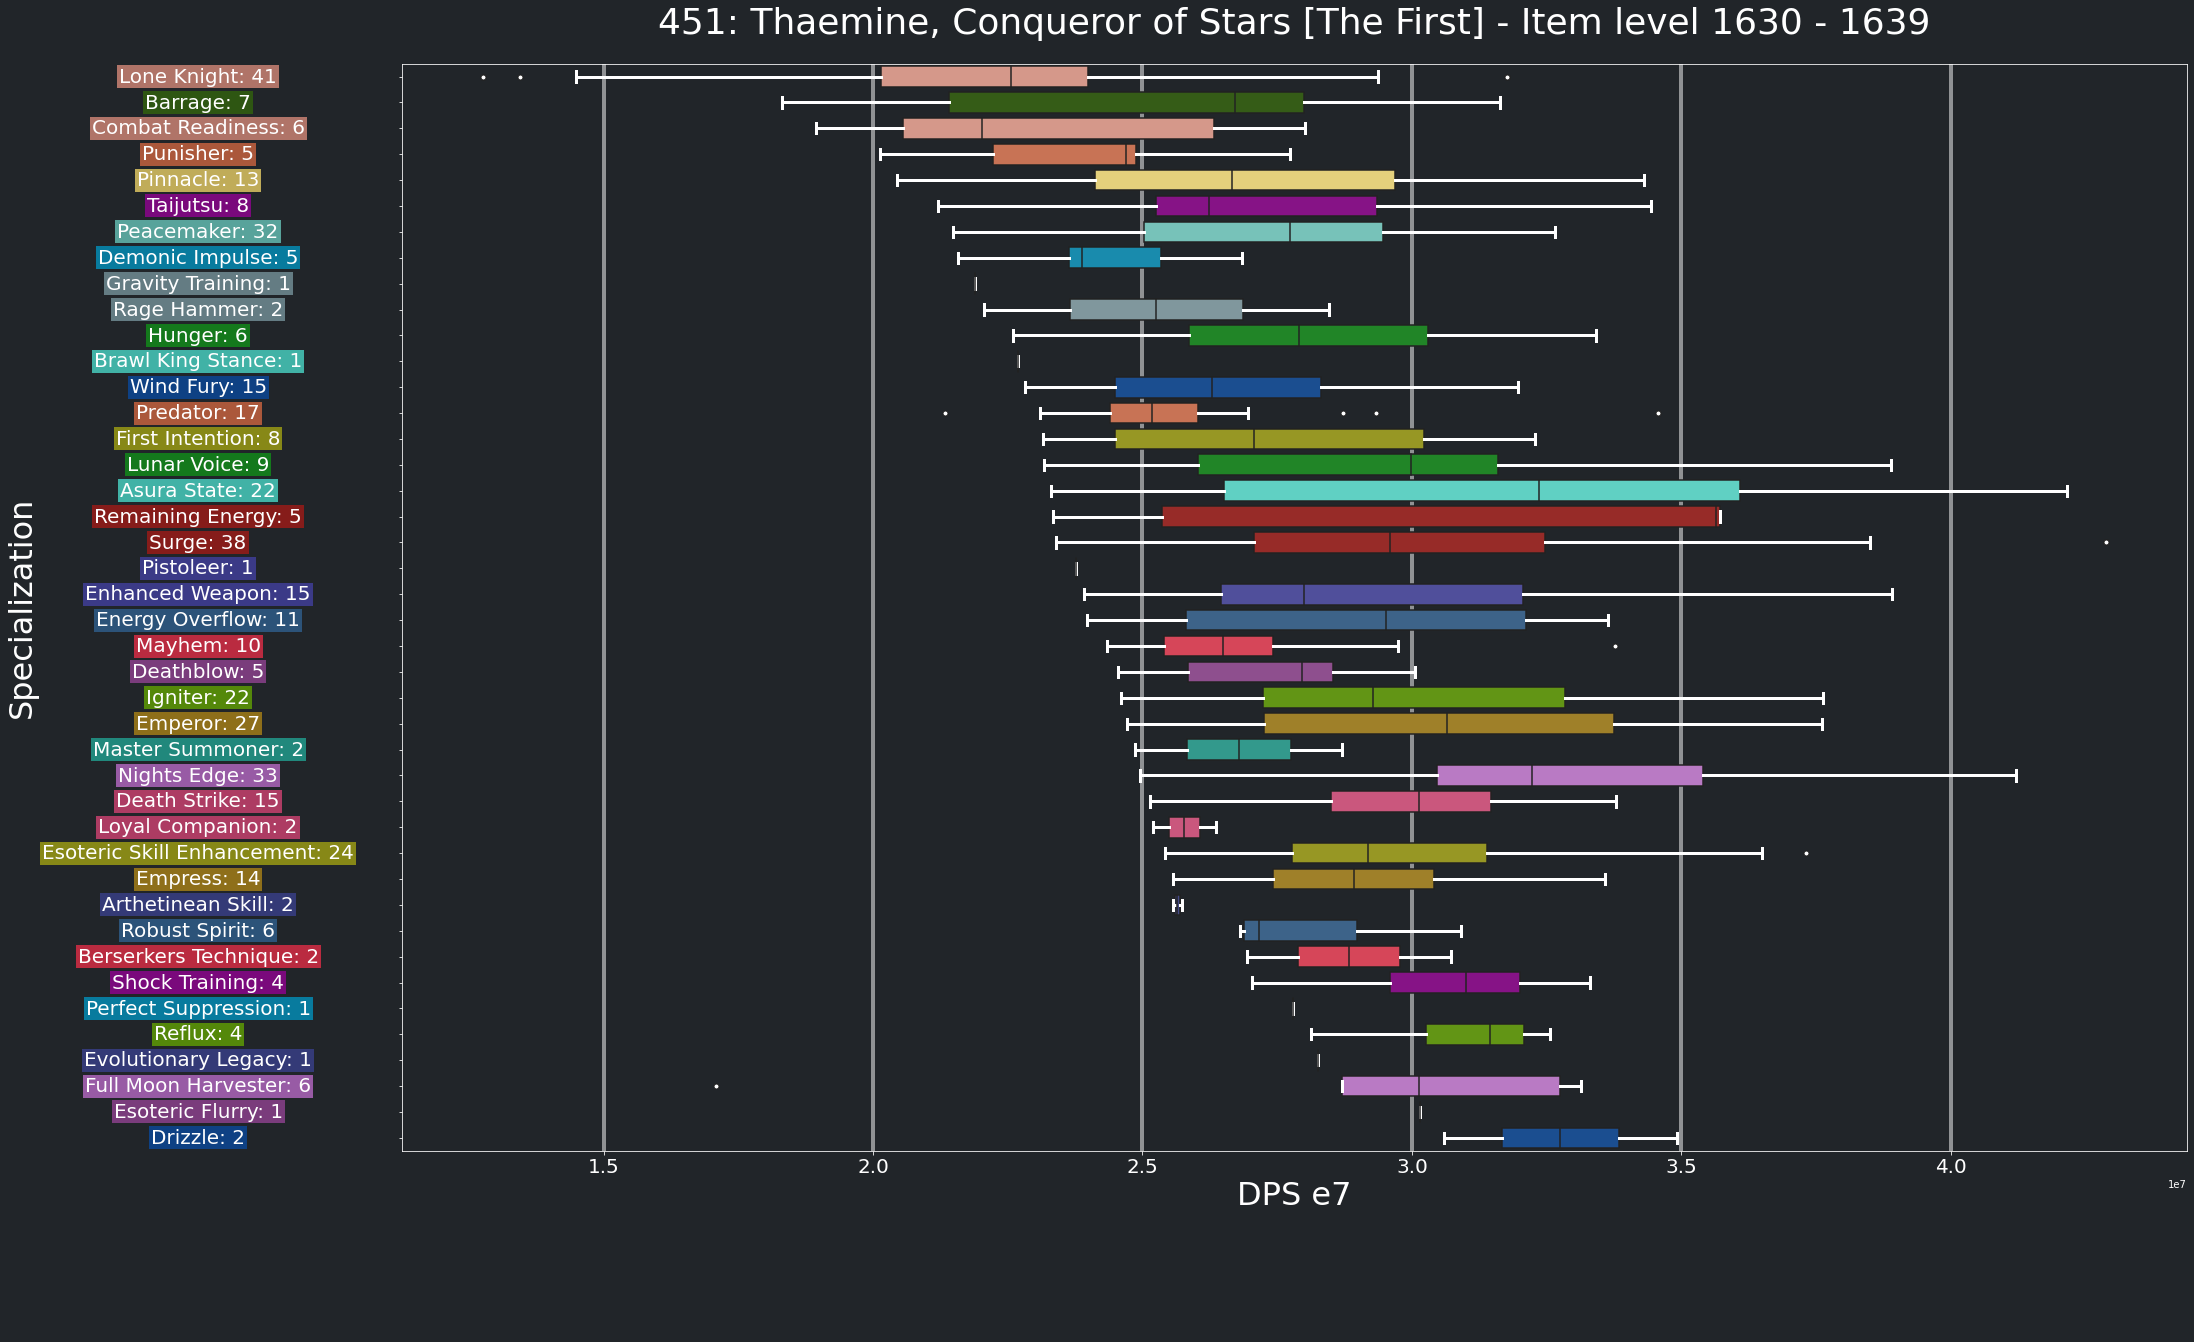 451: Thaemine, Conqueror of Stars [The First] - Item level 1630 - 1639
Specialization
Lone Knight: 41
Barrage: 7
Combat Readiness: 6
Punisher: 5
Pinnacle: 13
Taijutsu: 8
Peacemaker: 32
Demonic Impulse: 5
Gravity Training: 1
Rage Hammer: 2
Hunger: 6
Brawl King Stance: 1
Wind Fury: 15
Predator: 17
First Intention: 8
Lunar Voice: 9
Asura State: 22
Remaining Energy: 5
Surge: 38
Pistoleer: 1
Enhanced Weapon: 15
Energy Overflow: 11
Mayhem: 10
Deathblow: 5
Igniter: 22
Emperor: 27
Master Summoner: 2
Nights Edge: 33
Death Strike: 15
Loyal Companion: 2
Esoteric Skill Enhancement: 24
Empress: 14
Arthetinean Skill: 2
Robust Spirit: 6
Berserkers Technique: 2
Shock Training: 4
Perfect Suppression: 1
Reflux: 4
Evolutionary Legacy: 1
Full Moon Harvester: 6
Esoteric Flurry: 1
Drizzle: 2
1.5 2.0 2.5 3.0 3.5 4.0
1e7
DPS e7